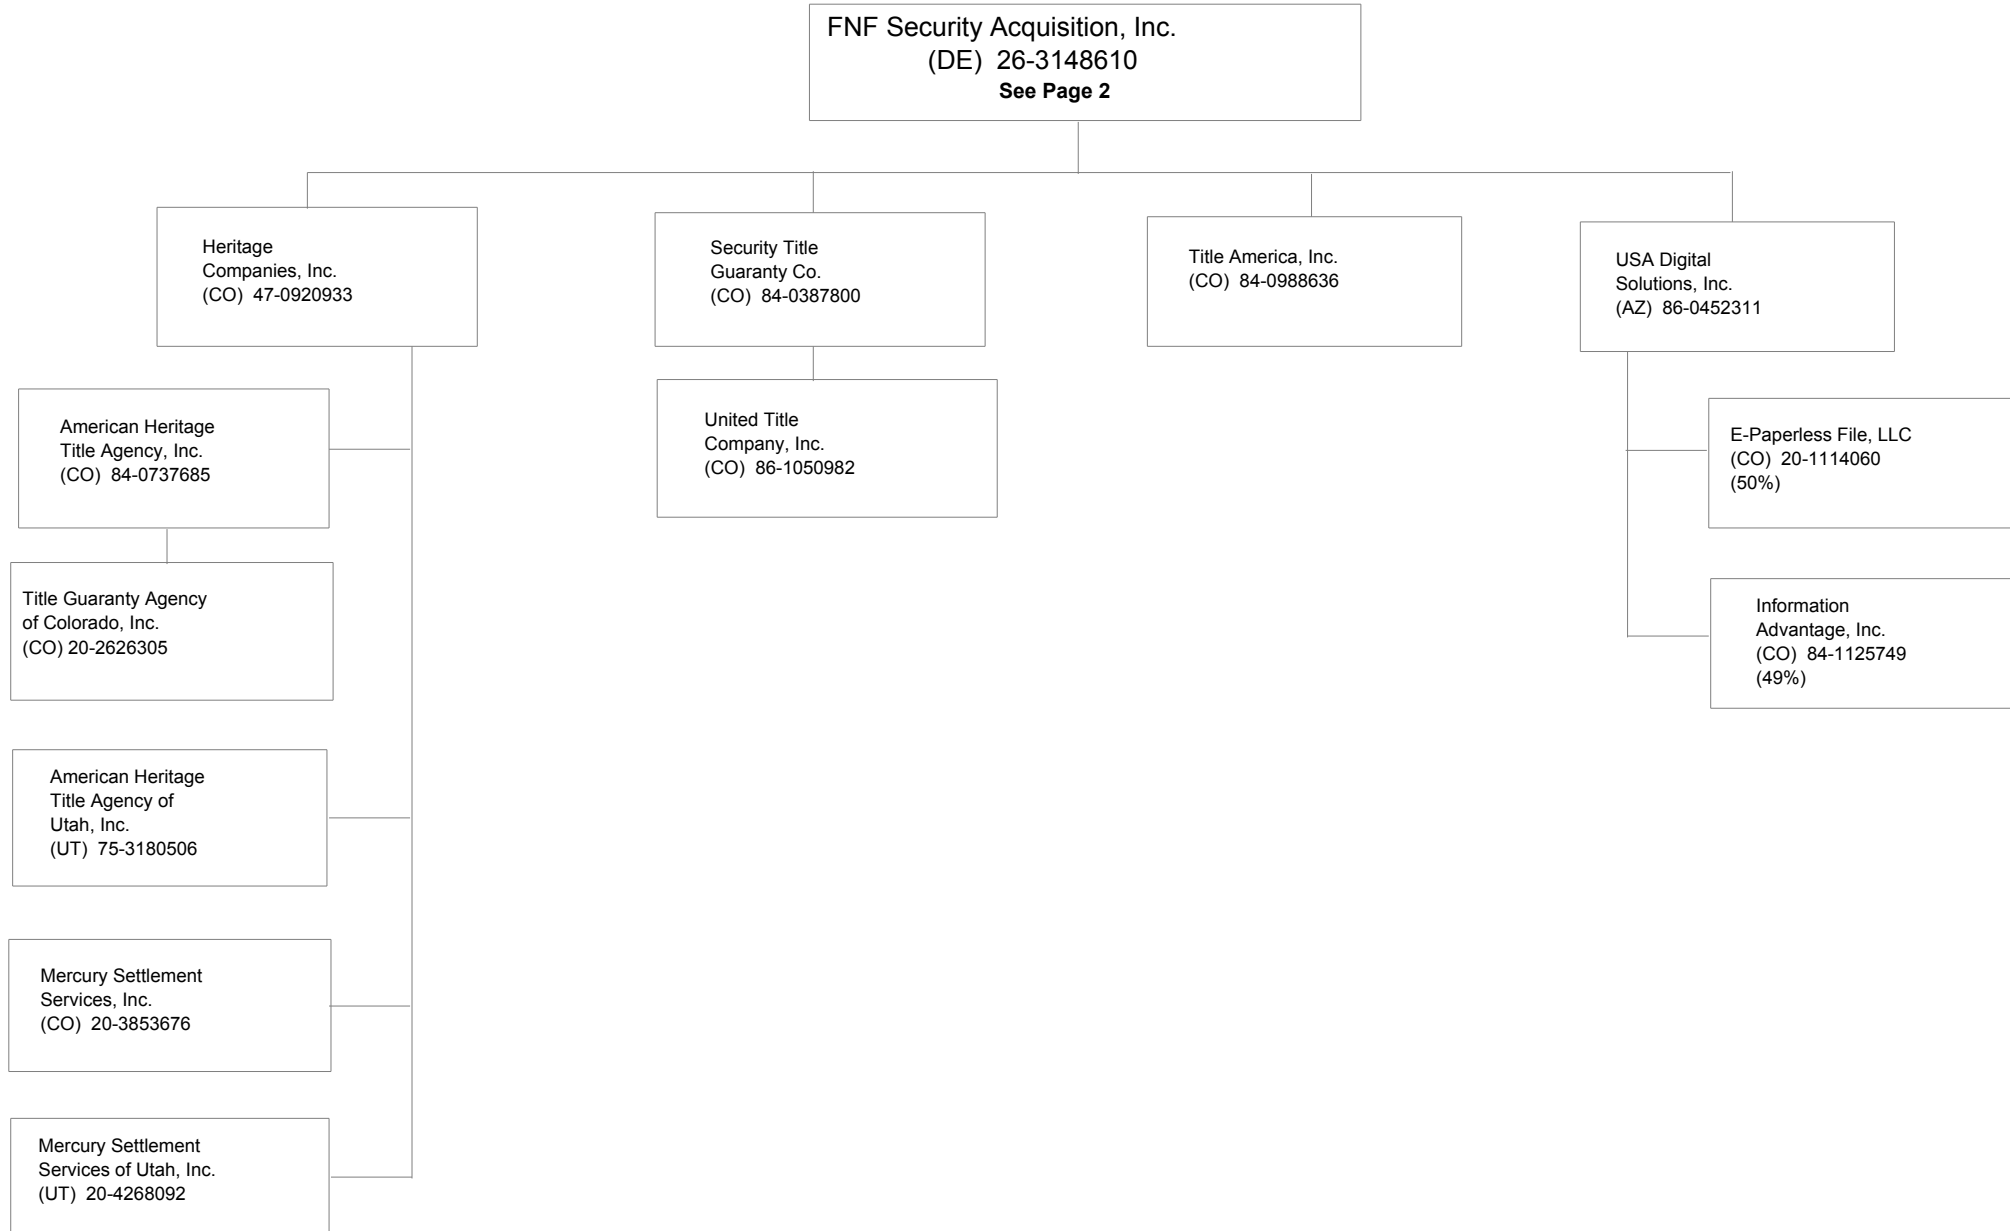 FNF Security Acquisition, Inc.
(DE) 26-3148610
See Page 2
Heritage
Companies, Inc.
(CO) 47-0920933
Security Title
Guaranty Co.
(CO) 84-0387800
Title America, Inc.
(CO) 84-0988636
USA Digital
Solutions, Inc.
(AZ) 86-0452311
American Heritage
Title Agency, Inc.
(CO) 84-0737685
United Title
Company, Inc.
(CO) 86-1050982
E-Paperless File, LLC
(CO) 20-1114060
(50%)
Title Guaranty Agency
of Colorado, Inc.
(CO) 20-2626305
Information
Advantage, Inc.
(CO) 84-1125749
(49%)
American Heritage
Title Agency of
Utah, Inc.
(UT) 75-3180506
Mercury Settlement
Services, Inc.
(CO) 20-3853676
Mercury Settlement
Services of Utah, Inc.
(UT) 20-4268092